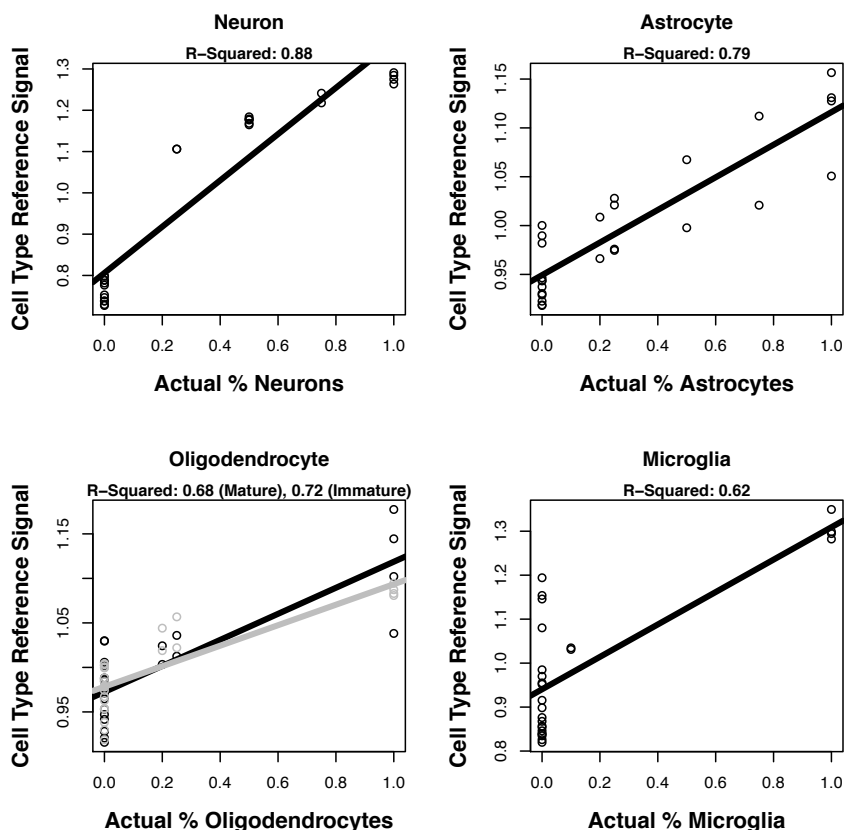 Neuron
R−Squared: 0.88
Cell Type Reference Signal
0.8 0.9 1.0 1.1 1.2 1.3
0.0 0.2 0.4 0.6 0.8 1.0
Actual % Neurons
Astrocyte
R−Squared: 0.79
Cell Type Reference Signal
0.95 1.00 1.05 1.10 1.15
0.0 0.2 0.4 0.6 0.8 1.0
Actual % Astrocytes
Oligodendrocyte
R−Squared: 0.68 (Mature), 0.72 (Immature)
Cell Type Reference Signal
0.95 1.05 1.15
0.0 0.2 0.4 0.6 0.8 1.0
Actual % Oligodendrocytes
Microglia
R−Squared: 0.62
Cell Type Reference Signal
0.8 0.9 1.0 1.1 1.2 1.3
0.0 0.2 0.4 0.6 0.8 1.0
Actual % Microglia